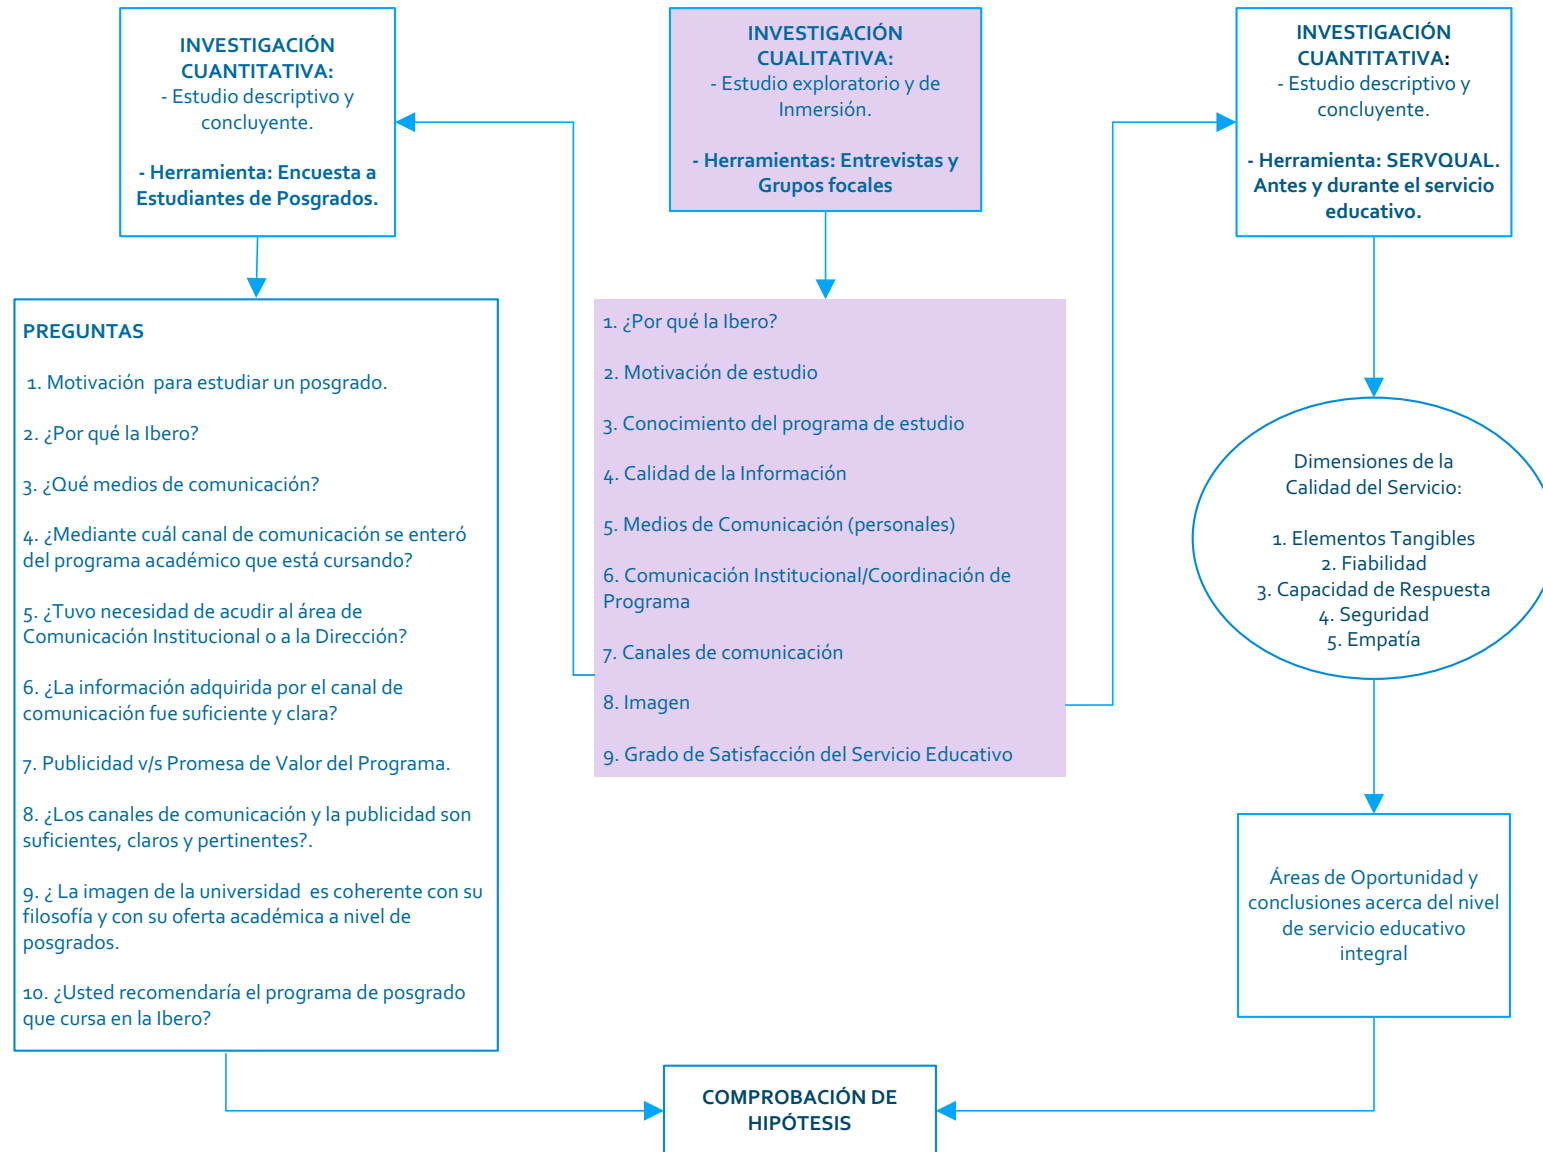 INVESTIGACIÓN
CUANTITATIVA:
- Estudio descriptivo y
concluyente.
- Herramienta: Encuesta a
Estudiantes de Posgrados.
INVESTIGACIÓN
CUALITATIVA:
- Estudio exploratorio y de
Inmersión.
- Herramientas: Entrevistas y
Grupos focales
INVESTIGACIÓN
CUANTITATIVA:
- Estudio descriptivo y
concluyente.
- Herramienta: SERVQUAL.
Antes y durante el servicio
educativo.
PREGUNTAS
1. Motivación para estudiar un posgrado.
2. ¿Por qué la Ibero?
3. ¿Qué medios de comunicación?
4. ¿Mediante cuál canal de comunicación se enteró
del programa académico que está cursando?
5. ¿Tuvo necesidad de acudir al área de
Comunicación Institucional o a la Dirección?
6. ¿La información adquirida por el canal de
comunicación fue suficiente y clara?
7. Publicidad v/s Promesa de Valor del Programa.
8. ¿Los canales de comunicación y la publicidad son
suficientes, claros y pertinentes?.
9. ¿ La imagen de la universidad es coherente con su
filosofía y con su oferta académica a nivel de
posgrados.
10. ¿Usted recomendaría el programa de posgrado
que cursa en la Ibero?
1. ¿Por qué la Ibero?
2. Motivación de estudio
3. Conocimiento del programa de estudio
4. Calidad de la Información
5. Medios de Comunicación (personales)
6. Comunicación Institucional/Coordinación de
Programa
7. Canales de comunicación
8. Imagen
9. Grado de Satisfacción del Servicio Educativo
Dimensiones de la
Calidad del Servicio:
1. Elementos Tangibles
2. Fiabilidad
3. Capacidad de Respuesta
4. Seguridad
5. Empatía
Áreas de Oportunidad y
conclusiones acerca del nivel
de servicio educativo
integral
COMPROBACIÓN DE
HIPÓTESIS